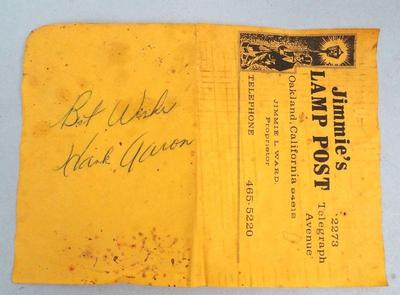 Best Wishes
Hank Aaron
Jimmie's
LAMP POST
2273
Telegraph
Avenue
Oakland, California 94612
JIMMIE L. WARD
Proprietor
TELEPHONE 465-5220